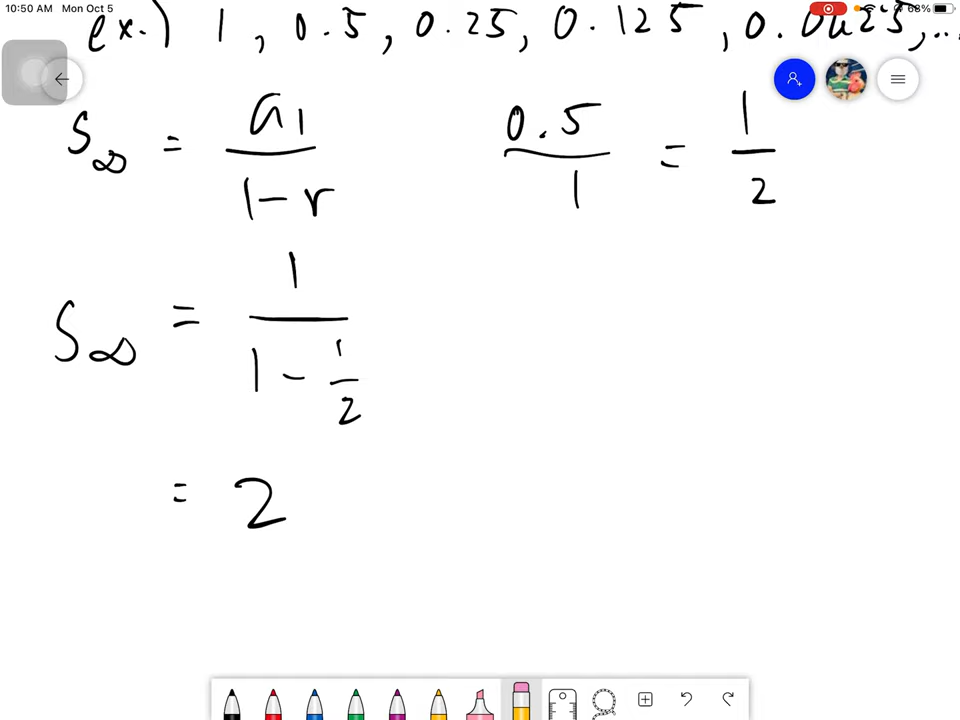 10:50 AM Mon Oct 5 68%
ex.) 1, 0.5, 0.25, 0.125, 0.0625,...
S∞ = a1/(1-r) 0.5/1 = 1/2
S∞ = 1/(1 - 1/2)
= 2